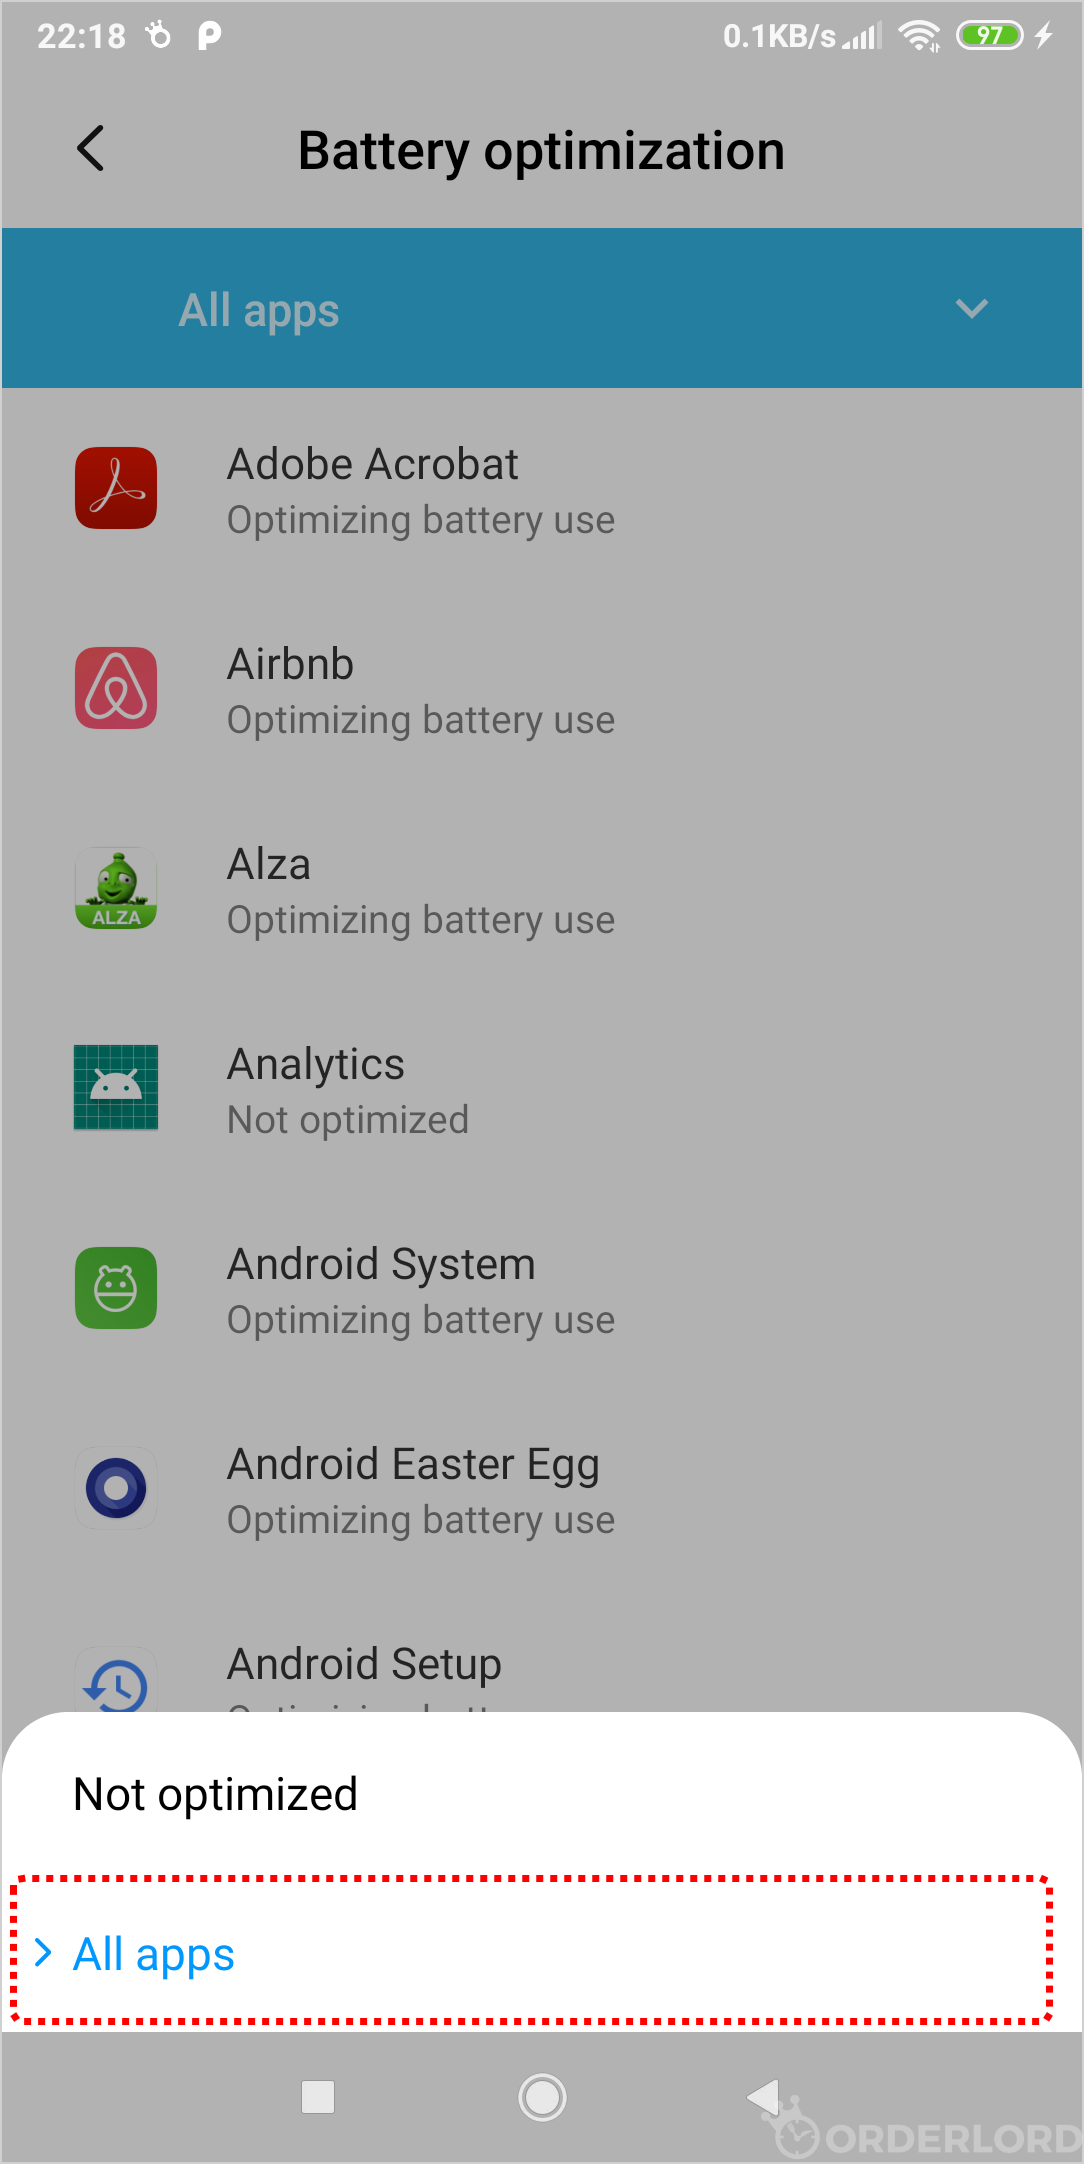 22:18 0.1KB/s 97
Battery optimization
All apps
Adobe Acrobat
Optimizing battery use
Airbnb
Optimizing battery use
ALZA
Alza
Optimizing battery use
Analytics
Not optimized
Android System
Optimizing battery use
Android Easter Egg
Optimizing battery use
Android Setup
Not optimized
All apps
ORDERLORD